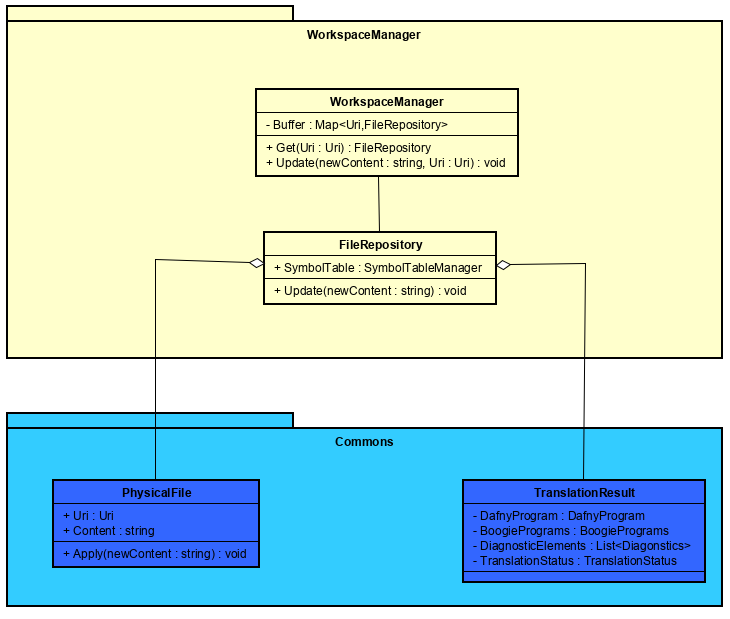 WorkspaceManager
WorkspaceManager
- Buffer : Map<Uri,FileRepository>
+ Get(Uri : Uri) : FileRepository
+ Update(newContent : string, Uri : Uri) : void
FileRepository
+ SymbolTable : SymbolTableManager
+ Update(newContent : string) : void
Commons
PhysicalFile
+ Uri : Uri
+ Content : string
+ Apply(newContent : string) : void
TranslationResult
- DafnyProgram : DafnyProgram
- BoogiePrograms : BoogiePrograms
- DiagnosticElements : List<Diagonstics>
- TranslationStatus : TranslationStatus